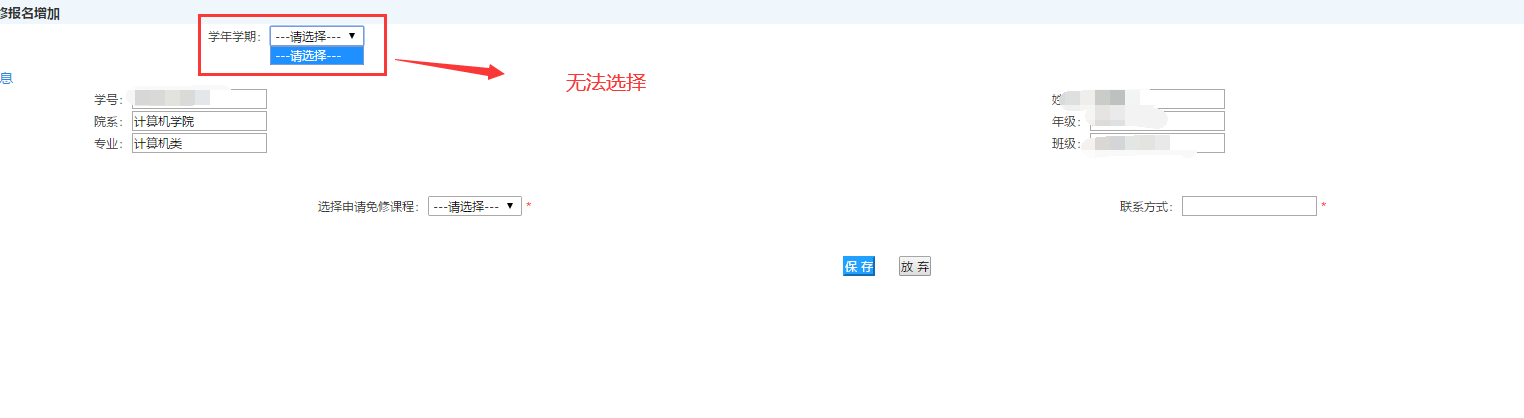 修报名增加
学年学期： ---请选择---
---请选择---
无法选择
息
学号：
姓
院系： 计算机学院
年级：
专业： 计算机类
班级：
选择申请免修课程： ---请选择--- *
联系方式： *
保 存 放 弃